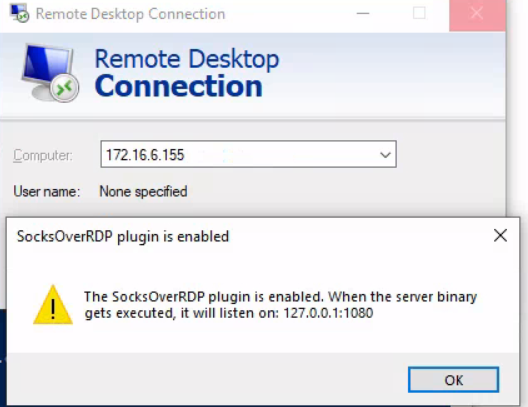 Remote Desktop Connection
Remote Desktop
Connection
Computer: 172.16.6.155
User name: None specified
SocksOverRDP plugin is enabled
The SocksOverRDP plugin is enabled. When the server binary
gets executed, it will listen on: 127.0.0.1:1080
OK